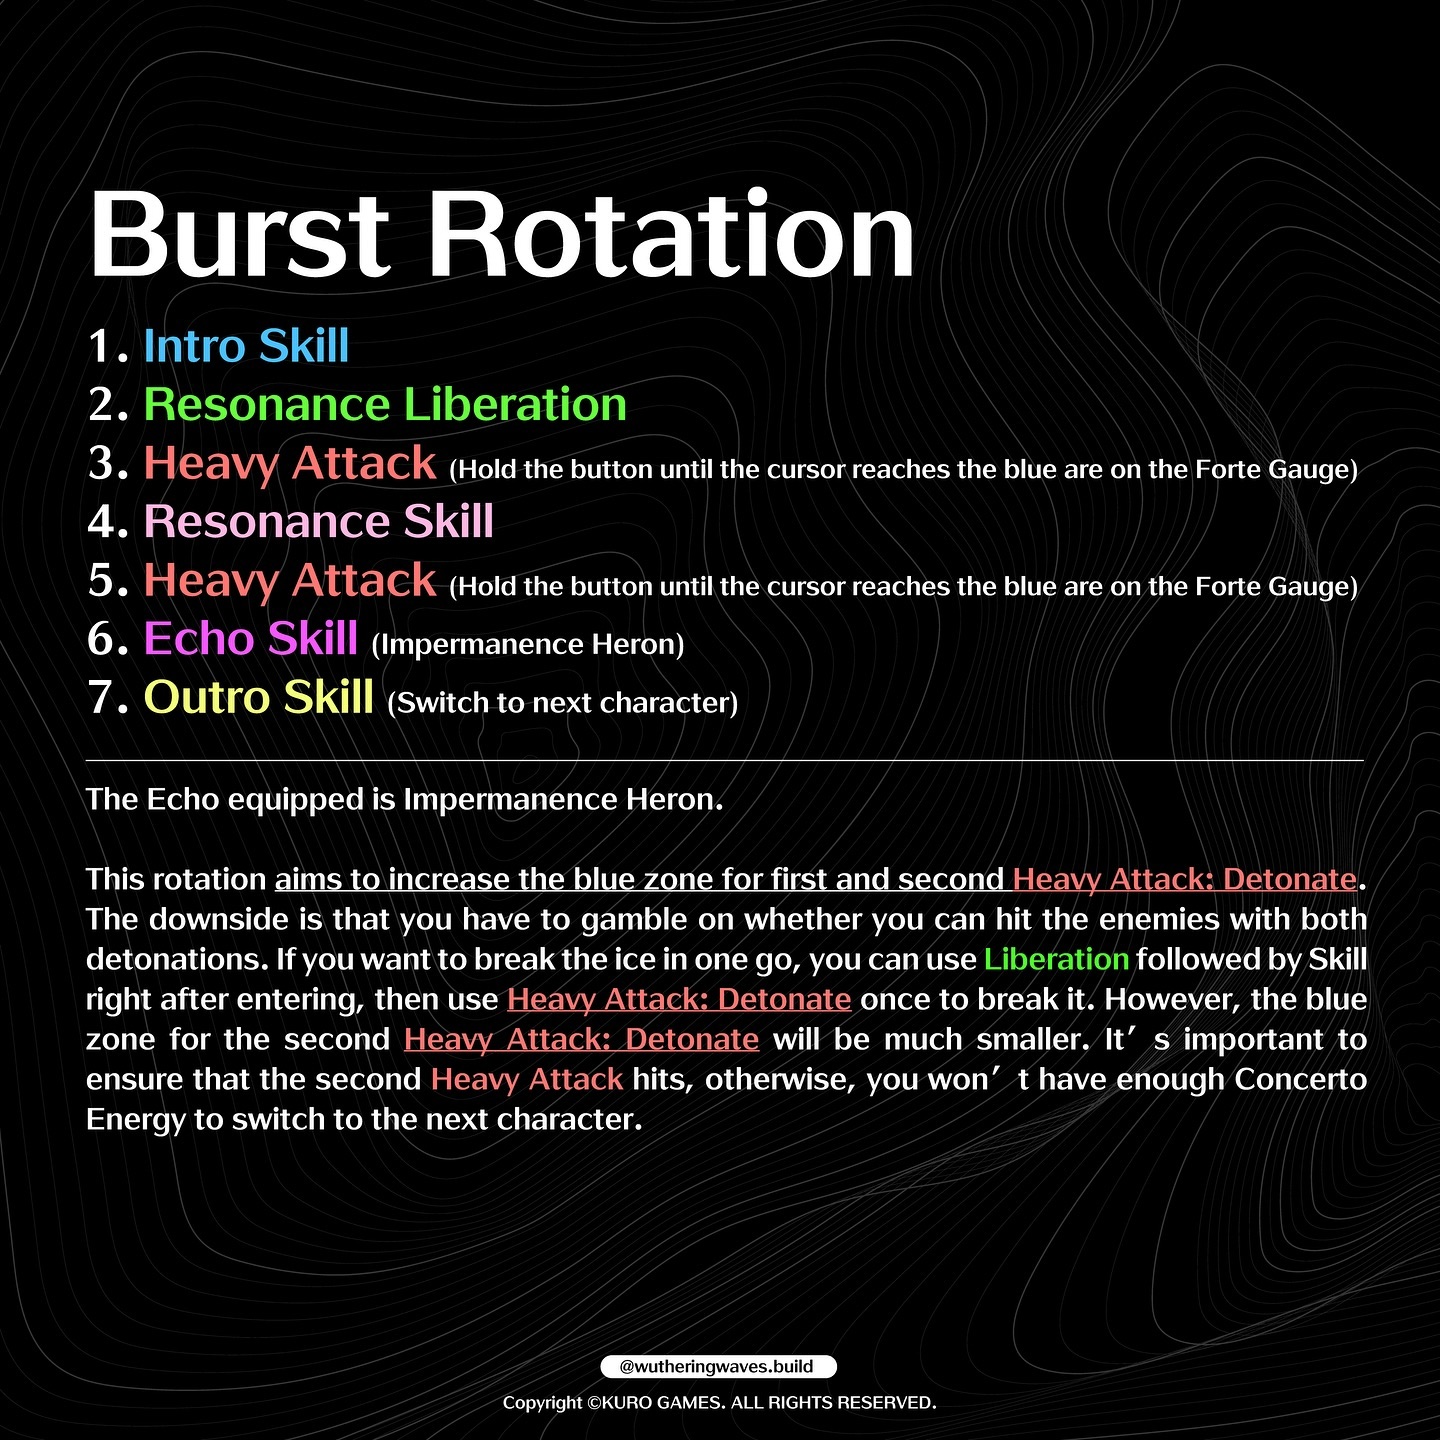 Burst Rotation
1. Intro Skill
2. Resonance Liberation
3. Heavy Attack (Hold the button until the cursor reaches the blue are on the Forte Gauge)
4. Resonance Skill
5. Heavy Attack (Hold the button until the cursor reaches the blue are on the Forte Gauge)
6. Echo Skill (Impermanence Heron)
7. Outro Skill (Switch to next character)
The Echo equipped is Impermanence Heron.
This rotation aims to increase the blue zone for first and second Heavy Attack: Detonate.
The downside is that you have to gamble on whether you can hit the enemies with both
detonations. If you want to break the ice in one go, you can use Liberation followed by Skill
right after entering, then use Heavy Attack: Detonate once to break it. However, the blue
zone for the second Heavy Attack: Detonate will be much smaller. It’s important to
ensure that the second Heavy Attack hits, otherwise, you won’t have enough Concerto
Energy to switch to the next character.
@wutheringwaves.build
Copyright ©KURO GAMES. ALL RIGHTS RESERVED.